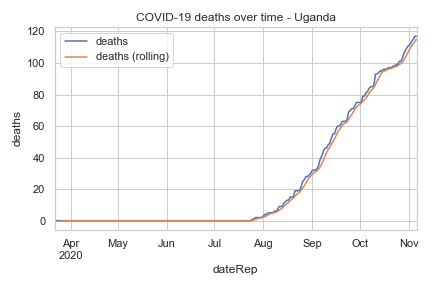 COVID-19 deaths over time - Uganda
deaths
deaths (rolling)
120
100
80
60
40
20
0
deaths
Apr May Jun Jul Aug Sep Oct Nov
2020
dateRep